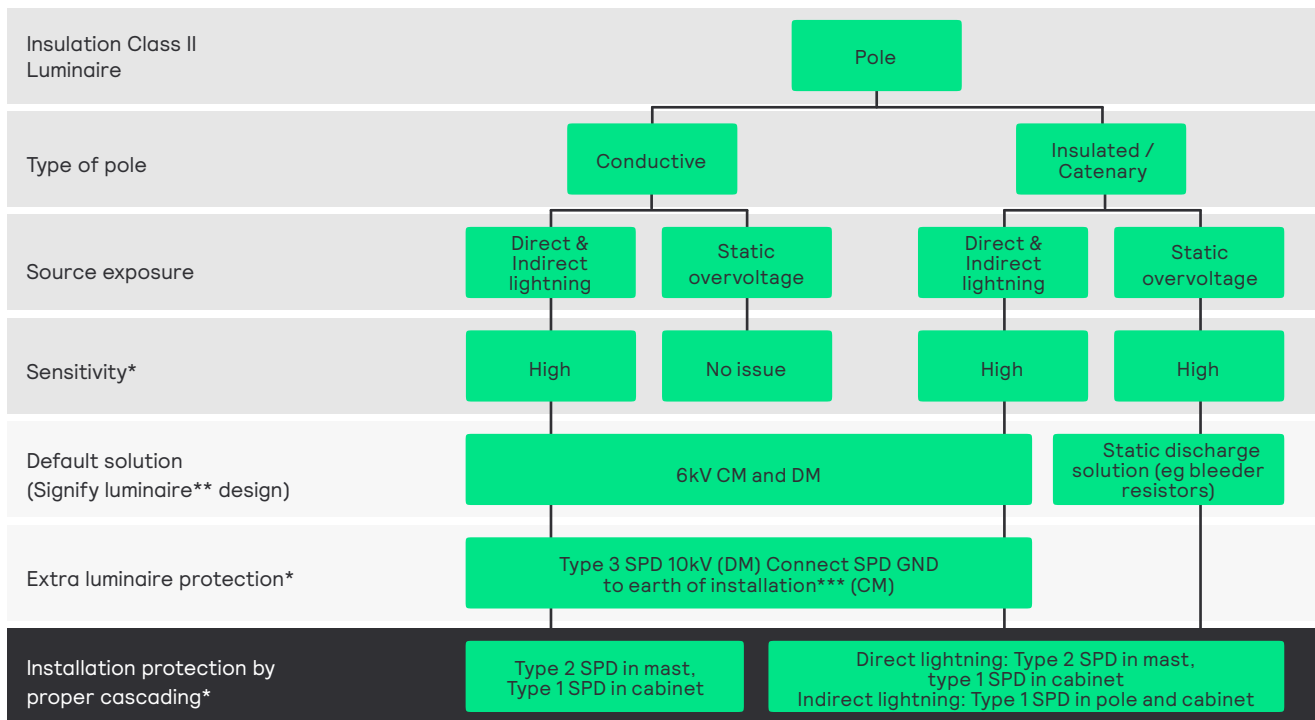 Insulation Class II
Luminaire
Pole
Type of pole
Conductive
Insulated /
Catenary
Source exposure
Direct &
Indirect
lightning
Static
overvoltage
Direct &
Indirect
lightning
Static
overvoltage
Sensitivity*
High
No issue
High
High
Default solution
(Signify luminaire** design)
6kV CM and DM
Static discharge
solution (eg bleeder
resistors)
Extra luminaire protection*
Type 3 SPD 10kV (DM) Connect SPD GND
to earth of installation*** (CM)
Installation protection by
proper cascading*
Type 2 SPD in mast,
Type 1 SPD in cabinet
Direct lightning: Type 2 SPD in mast,
type 1 SPD in cabinet
Indirect lightning: Type 1 SPD in pole and cabinet